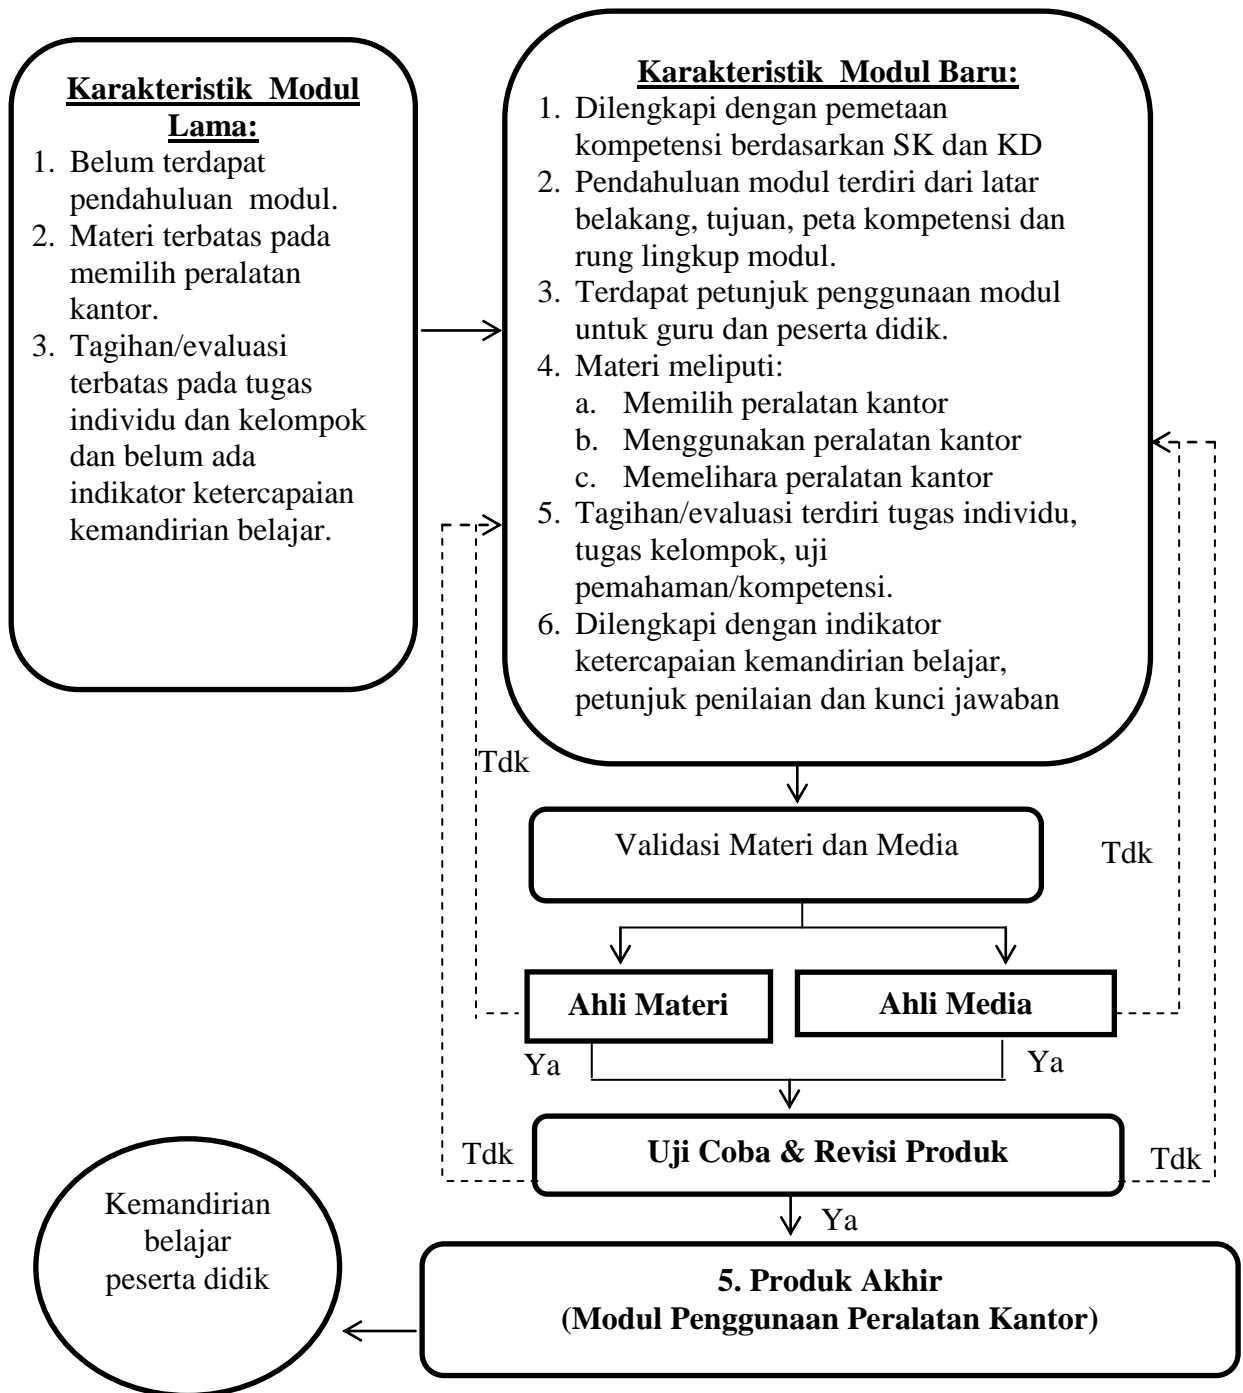 Karakteristik Modul
Lama:
1. Belum terdapat
pendahuluan modul.
2. Materi terbatas pada
memilih peralatan
kantor.
3. Tagihan/evaluasi
terbatas pada tugas
individu dan kelompok
dan belum ada
indikator ketercapaian
kemandirian belajar.
Karakteristik Modul Baru:
1. Dilengkapi dengan pemetaan
kompetensi berdasarkan SK dan KD
2. Pendahuluan modul terdiri dari latar
belakang, tujuan, peta kompetensi dan
rung lingkup modul.
3. Terdapat petunjuk penggunaan modul
untuk guru dan peserta didik.
4. Materi meliputi:
a. Memilih peralatan kantor
b. Menggunakan peralatan kantor
c. Memelihara peralatan kantor
5. Tagihan/evaluasi terdiri tugas individu,
tugas kelompok, uji
pemahaman/kompetensi.
6. Dilengkapi dengan indikator
ketercapaian kemandirian belajar,
petunjuk penilaian dan kunci jawaban
Tdk
Validasi Materi dan Media
Tdk
Ahli Materi
Ahli Media
Ya
Ya
Tdk
Uji Coba & Revisi Produk
Tdk
Ya
Kemandirian
belajar
peserta didik
5. Produk Akhir
(Modul Penggunaan Peralatan Kantor)